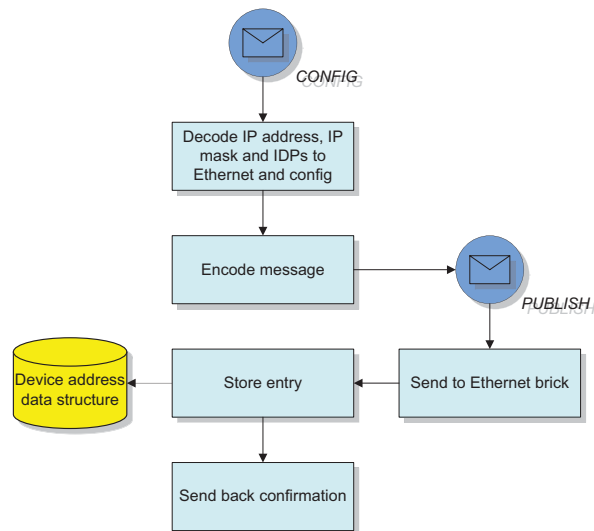 CONFIG
Decode IP address, IP
mask and IDPs to
Ethernet and config
Encode message
PUBLISH
Device address
data structure
Store entry
Send to Ethernet brick
Send back confirmation